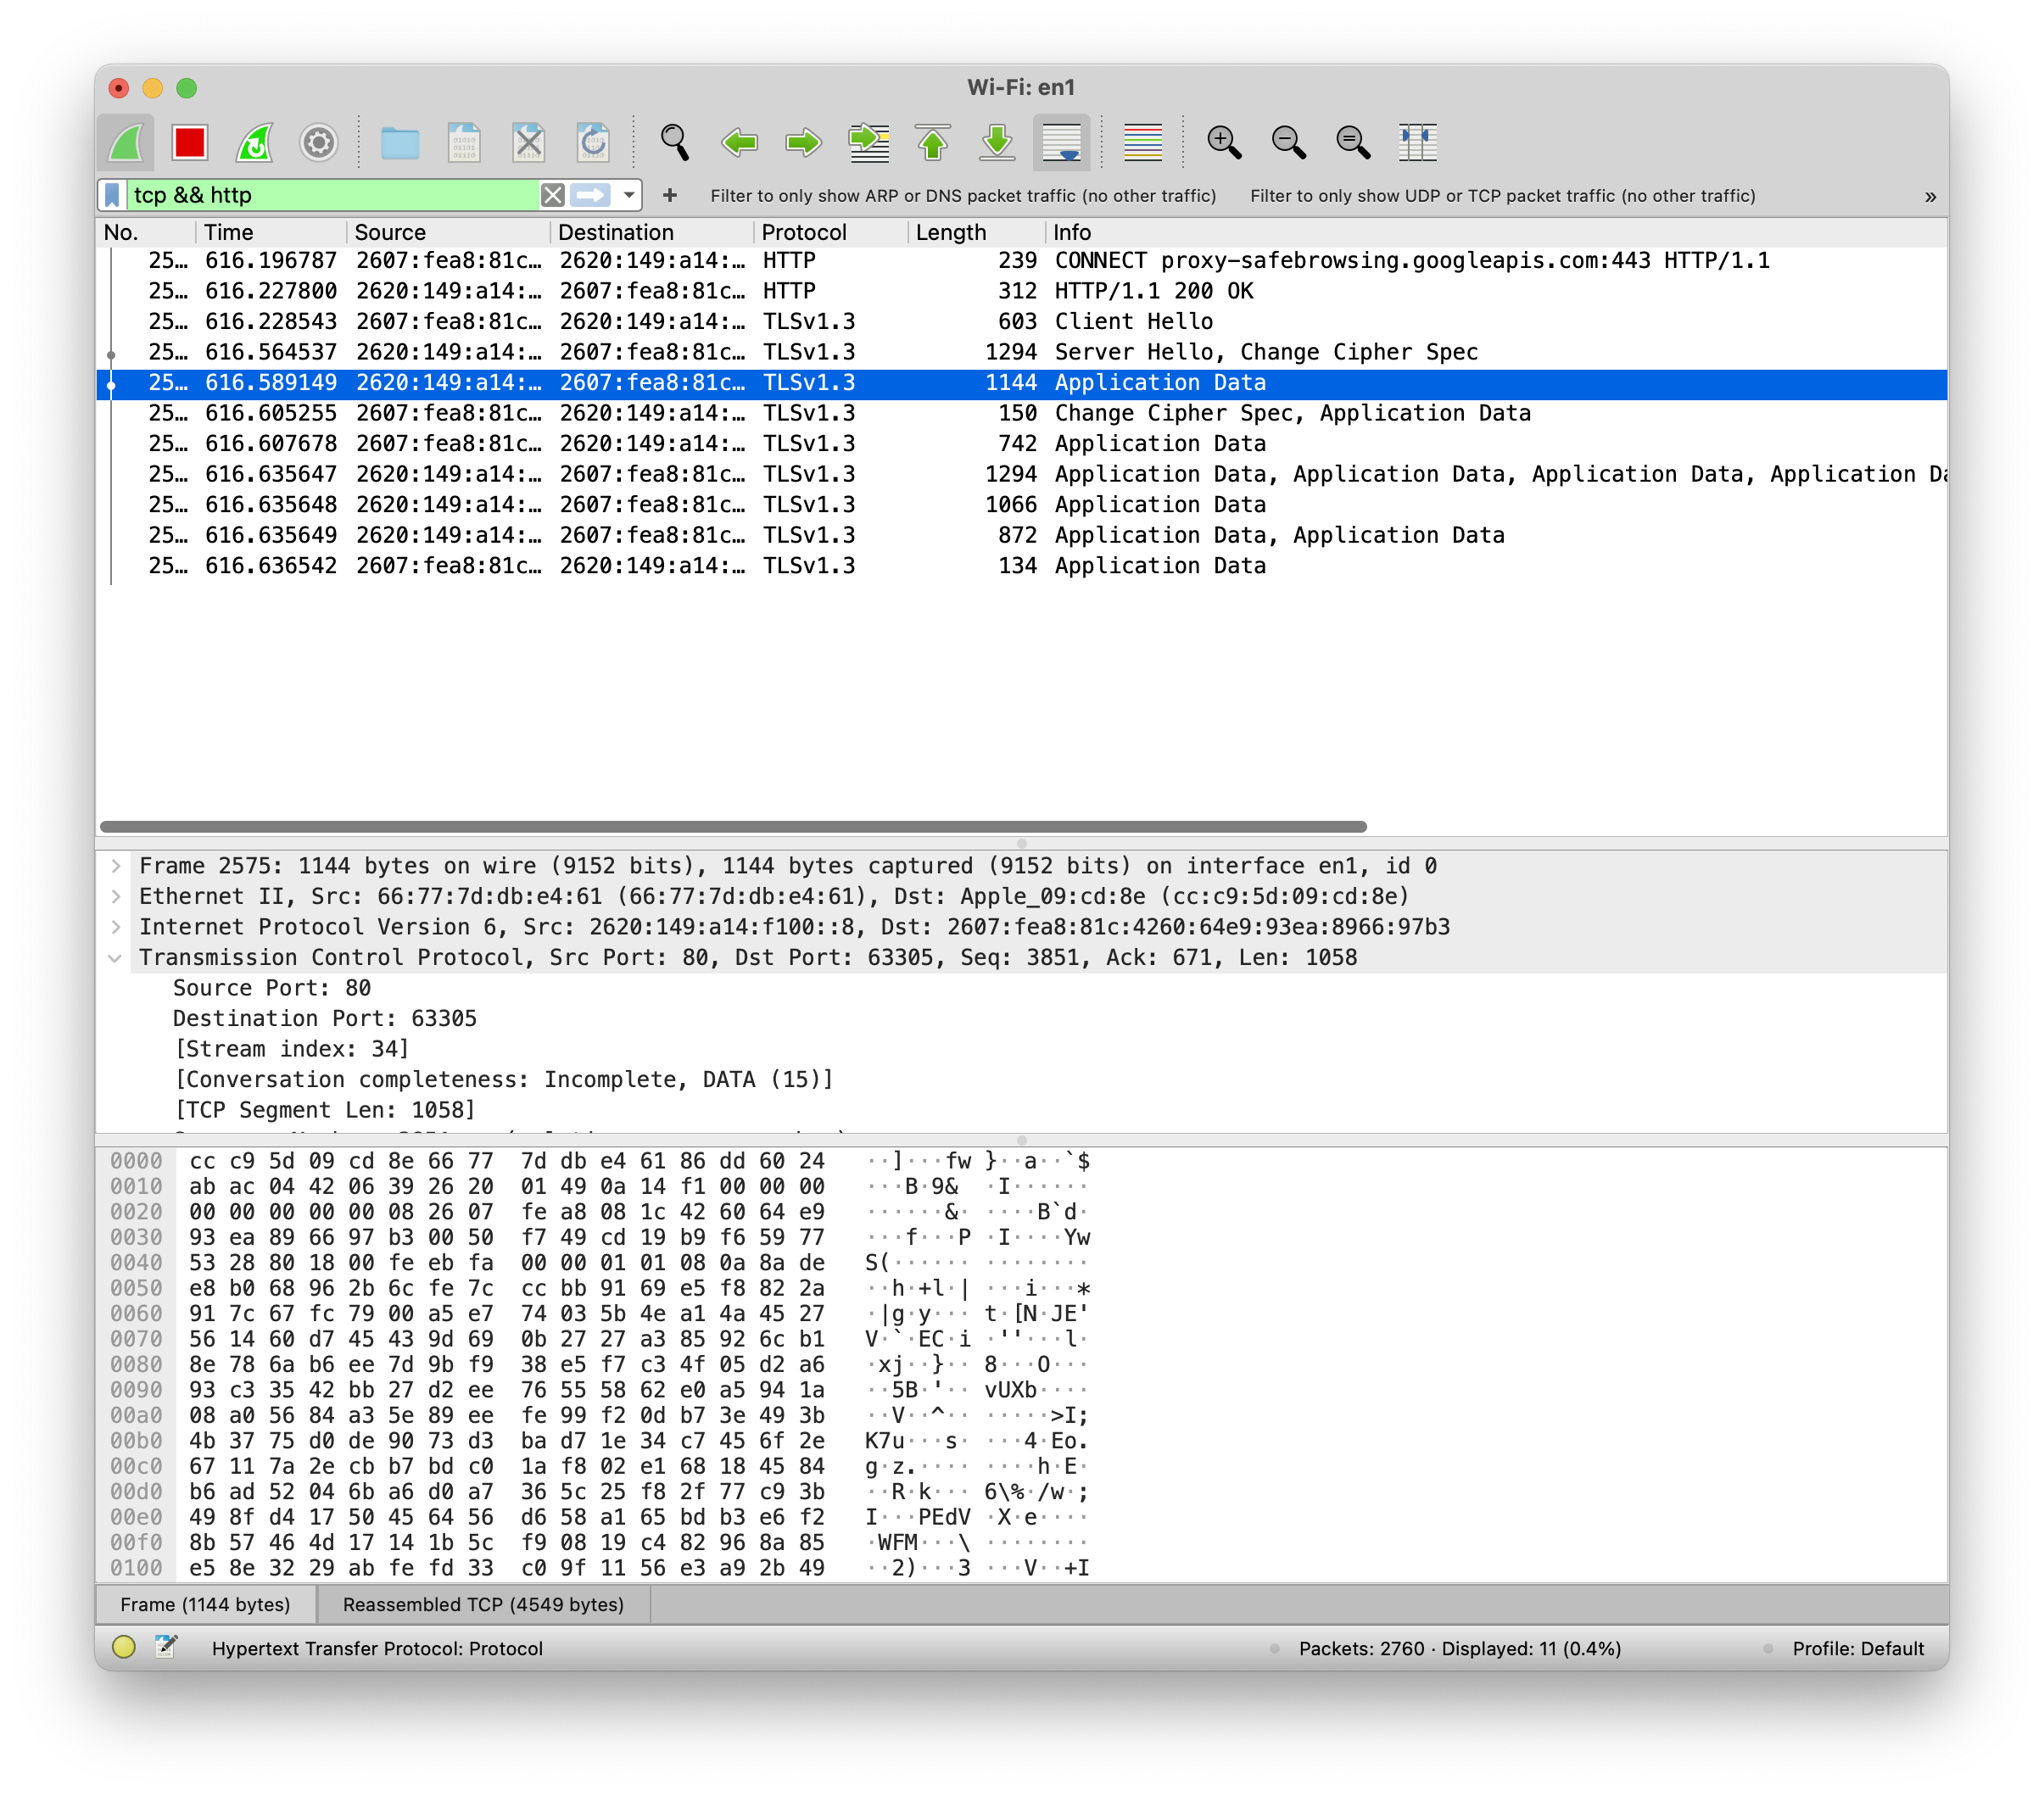 Wi-Fi: en1
tcp && http
+ Filter to only show ARP or DNS packet traffic (no other traffic) Filter to only show UDP or TCP packet traffic (no other traffic) »
No. Time Source Destination Protocol Length Info
25… 616.196787 2607:fea8:81c… 2620:149:a14:… HTTP 239 CONNECT proxy-safebrowsing.googleapis.com:443 HTTP/1.1
25… 616.227800 2620:149:a14:… 2607:fea8:81c… HTTP 312 HTTP/1.1 200 OK
25… 616.228543 2607:fea8:81c… 2620:149:a14:… TLSv1.3 603 Client Hello
25… 616.564537 2620:149:a14:… 2607:fea8:81c… TLSv1.3 1294 Server Hello, Change Cipher Spec
25… 616.589149 2620:149:a14:… 2607:fea8:81c… TLSv1.3 1144 Application Data
25… 616.605255 2607:fea8:81c… 2620:149:a14:… TLSv1.3 150 Change Cipher Spec, Application Data
25… 616.607678 2607:fea8:81c… 2620:149:a14:… TLSv1.3 742 Application Data
25… 616.635647 2620:149:a14:… 2607:fea8:81c… TLSv1.3 1294 Application Data, Application Data, Application Data, Application Da
25… 616.635648 2620:149:a14:… 2607:fea8:81c… TLSv1.3 1066 Application Data
25… 616.635649 2620:149:a14:… 2607:fea8:81c… TLSv1.3 872 Application Data, Application Data
25… 616.636542 2607:fea8:81c… 2620:149:a14:… TLSv1.3 134 Application Data
Frame 2575: 1144 bytes on wire (9152 bits), 1144 bytes captured (9152 bits) on interface en1, id 0
Ethernet II, Src: 66:77:7d:db:e4:61 (66:77:7d:db:e4:61), Dst: Apple_09:cd:8e (cc:c9:5d:09:cd:8e)
Internet Protocol Version 6, Src: 2620:149:a14:f100::8, Dst: 2607:fea8:81c:4260:64e9:93ea:8966:97b3
Transmission Control Protocol, Src Port: 80, Dst Port: 63305, Seq: 3851, Ack: 671, Len: 1058
Source Port: 80
Destination Port: 63305
[Stream index: 34]
[Conversation completeness: Incomplete, DATA (15)]
[TCP Segment Len: 1058]
0000 cc c9 5d 09 cd 8e 66 77 7d db e4 61 86 dd 60 24 ··]···fw }··a··`$
0010 ab ac 04 42 06 39 26 20 01 49 0a 14 f1 00 00 00 ···B·9& ·I······
0020 00 00 00 00 00 08 26 07 fe a8 08 1c 42 60 64 e9 ······&· ····B`d·
0030 93 ea 89 66 97 b3 00 50 f7 49 cd 19 b9 f6 59 77 ···f···P ·I····Yw
0040 53 28 80 18 00 fe eb fa 00 00 01 01 08 0a 8a de S(······ ········
0050 e8 b0 68 96 2b 6c fe 7c cc bb 91 69 e5 f8 82 2a ··h·+l·| ···i···*
0060 91 7c 67 fc 79 00 a5 e7 74 03 5b 4e a1 4a 45 27 ·|g·y··· t·[N·JE'
0070 56 14 60 d7 45 43 9d 69 0b 27 27 a3 85 92 6c b1 V·`·EC·i ·''···l·
0080 8e 78 6a b6 ee 7d 9b f9 38 e5 f7 c3 4f 05 d2 a6 ·xj··}·· 8···O···
0090 93 c3 35 42 bb 27 d2 ee 76 55 58 62 e0 a5 94 1a ··5B·'·· vUXb····
00a0 08 a0 56 84 a3 5e 89 ee fe 99 f2 0d b7 3e 49 3b ··V··^·· ·····>I;
00b0 4b 37 75 d0 de 90 73 d3 ba d7 1e 34 c7 45 6f 2e K7u···s· ···4·Eo.
00c0 67 11 7a 2e cb b7 bd c0 1a f8 02 e1 68 18 45 84 g·z.···· ····h·E·
00d0 b6 ad 52 04 6b a6 d0 a7 36 5c 25 f8 2f 77 c9 3b ··R·k··· 6\%·/w·;
00e0 49 8f d4 17 50 45 64 56 d6 58 a1 65 bd b3 e6 f2 I···PEdV ·X·e····
00f0 8b 57 46 4d 17 14 1b 5c f9 08 19 c4 82 96 8a 85 ·WFM···\ ········
0100 e5 8e 32 29 ab fe fd 33 c0 9f 11 56 e3 a9 2b 49 ··2)···3 ···V··+I
Frame (1144 bytes) Reassembled TCP (4549 bytes)
Hypertext Transfer Protocol: Protocol Packets: 2760 · Displayed: 11 (0.4%) Profile: Default